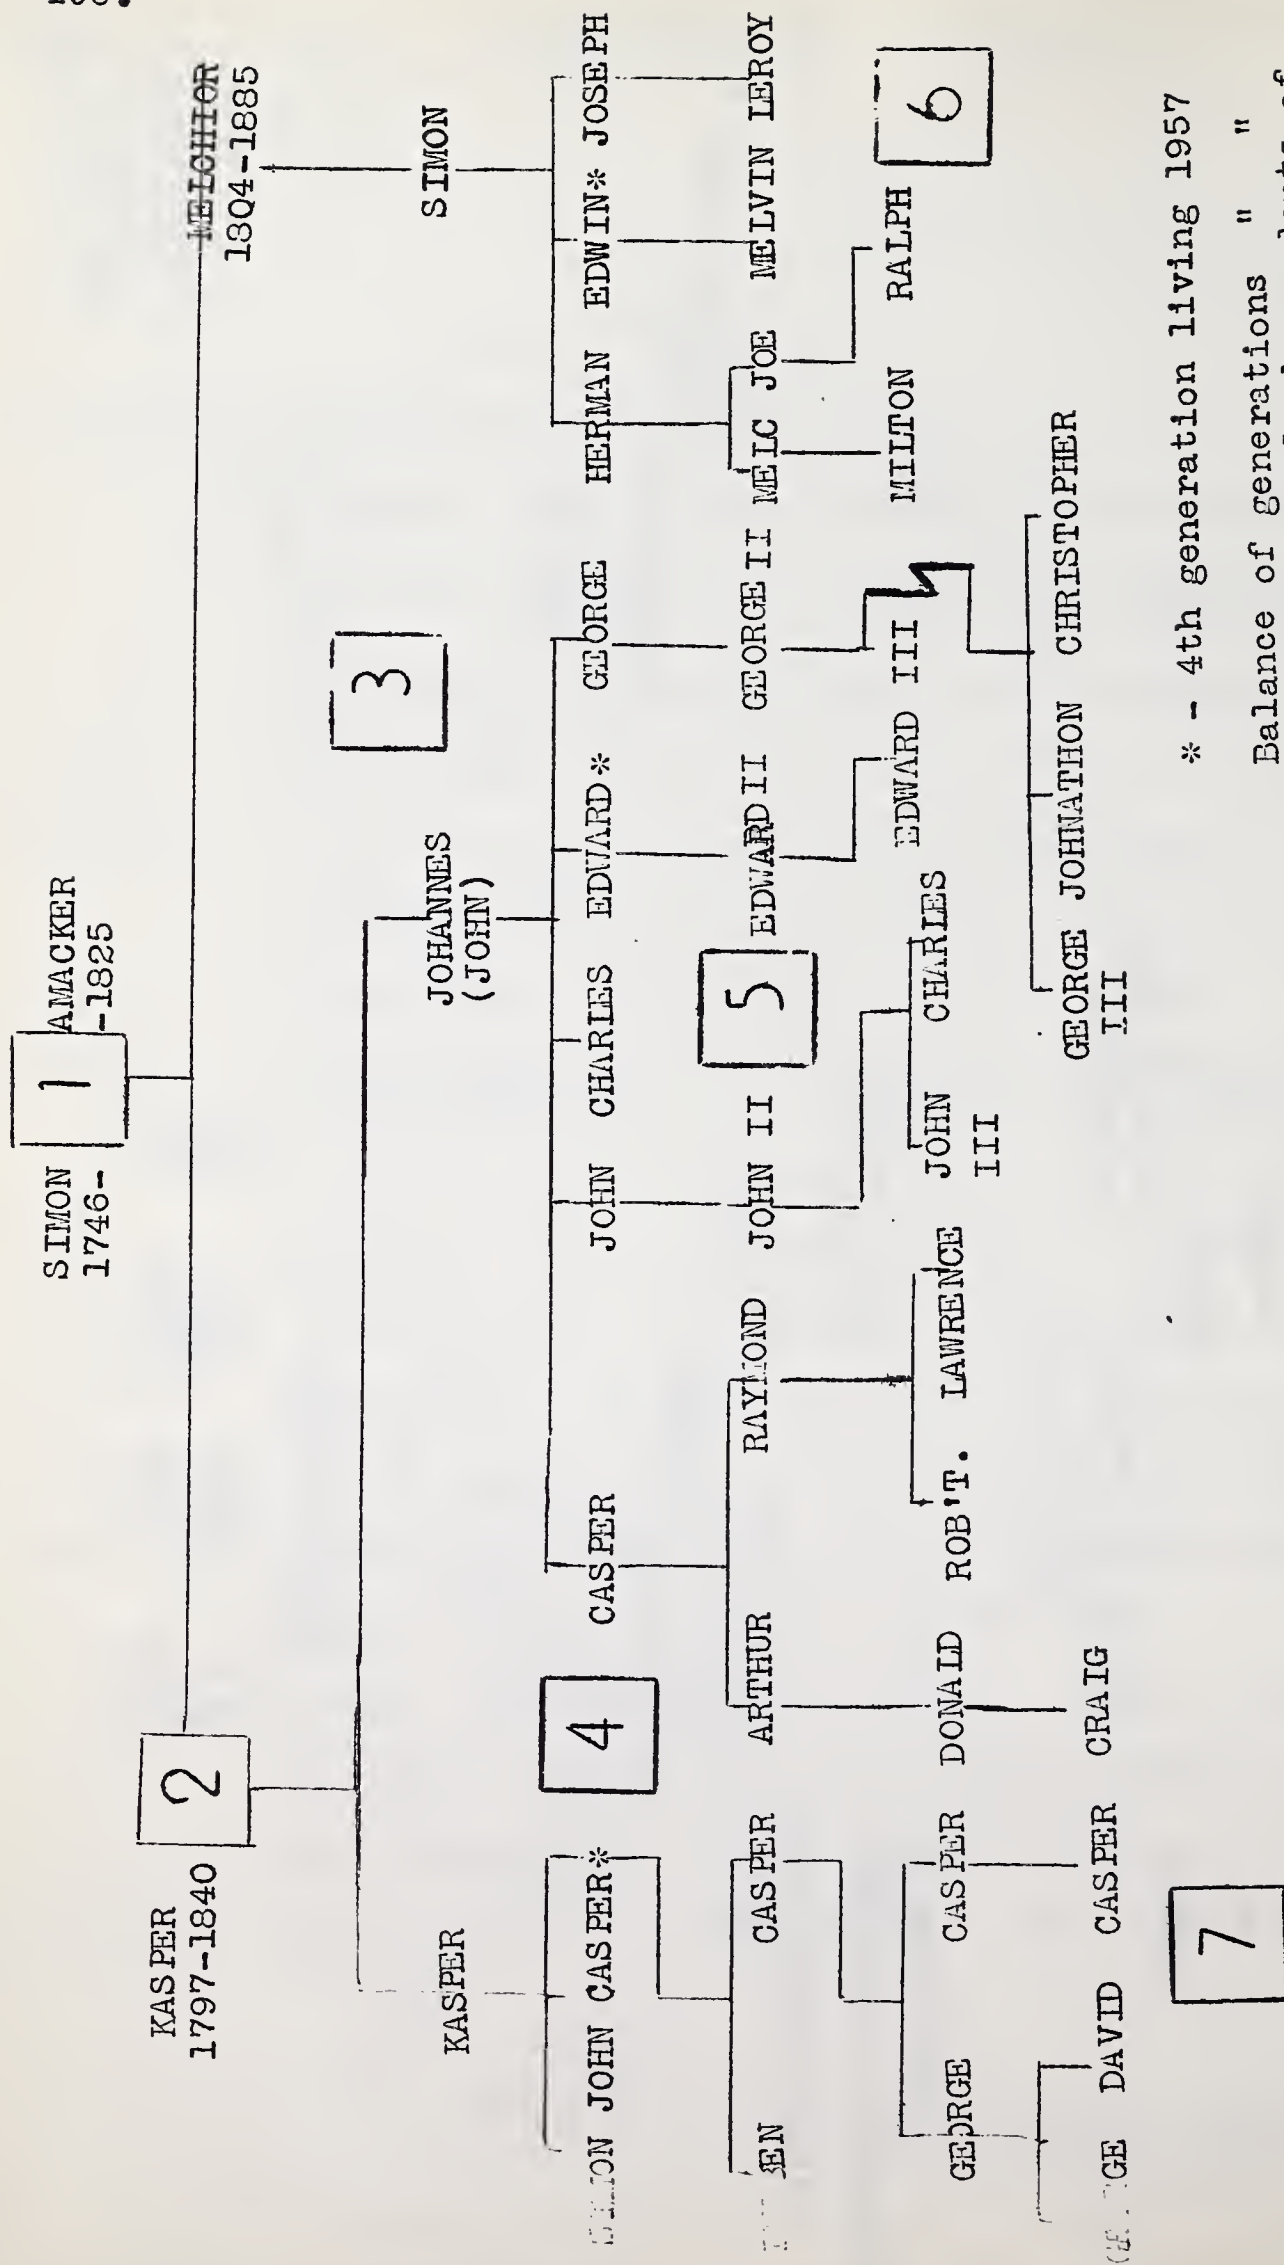 SIMON 1 AMACKER
1746- -1825
KASPER 2 MELCHIOR
1797-1840 1804-1885
3
KASPER JOHANNES SIMON
(JOHN)
JOHN CASPER* 4 CASPER JOHN CHARLES EDWARD* GEORGE HERMAN EDWIN* JOSEPH
CASPER ARTHUR RAYMOND JOHN II 5 EDWARD II GEORGE II MELC JOE MELVIN LEROY
EDWARD III MILTON RALPH 6
GEORGE CASPER DONALD ROB'T. LAWRENCE JOHN CHARLES
III
DAVID CASPER CRAIG GEORGE JOHNATHON CHRISTOPHER
III
7
* - 4th generation living 1957
Balance of generations " "